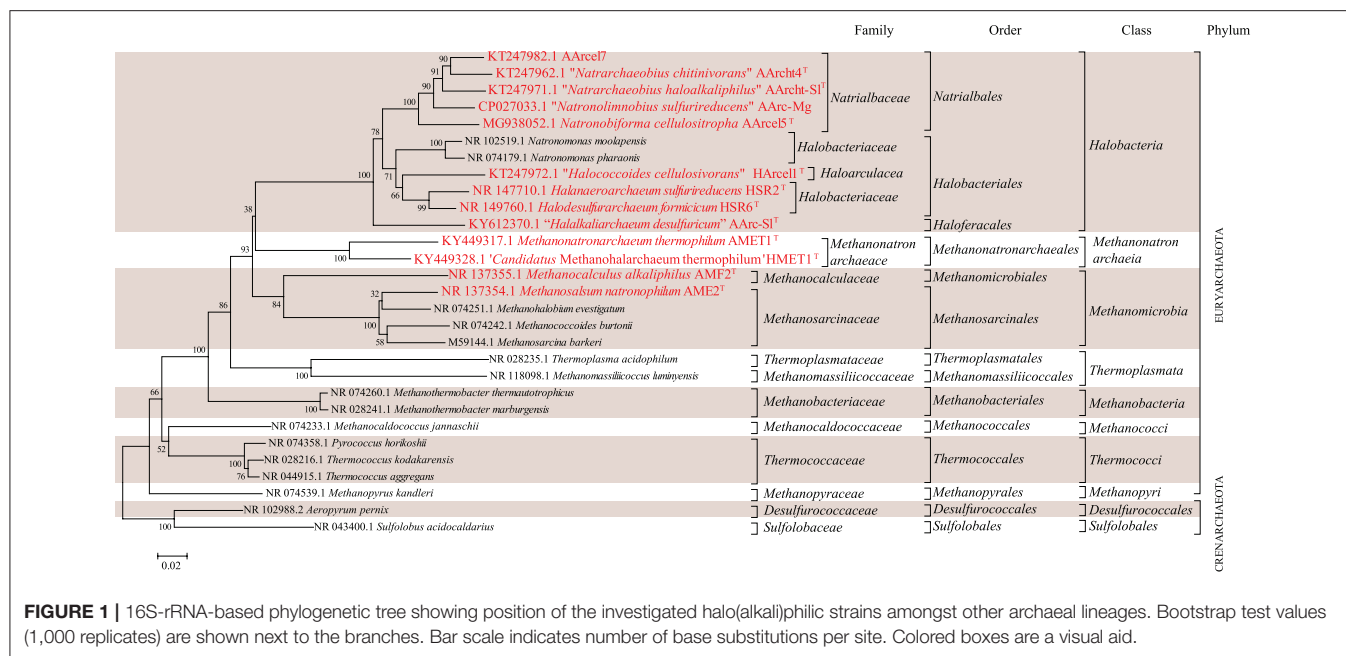 Family Order Class Phylum
90 KT247982.1 AArcel7
91 KT247962.1 "Natrarchaeobius chitinivorans" AArcht4T
90 KT247971.1 "Natrarchaeobius haloalkaliphilus" AArcht-SlT
100 CP027033.1 "Natronolimnobius sulfurireducens" AArc-Mg
MG938052.1 Natronobiforma cellulositropha AArcel5T
Natrialbaceae Natrialbales
78
100 NR 102519.1 Natronomonas moolapensis
NR 074179.1 Natronomonas pharaonis
Halobacteriaceae
Halobacteria
100 71 KT247972.1 "Halococcoides cellulosivorans" HArcel1T Haloarculacea
66 NR 147710.1 Halanaeroarchaeum sulfurireducens HSR2T
99 NR 149760.1 Halodesulfurarchaeum formicicum HSR6T
Halobacteriaceae Halobacteriales
38 KY612370.1 “Halalkaliarchaeum desulfuricum” AArc-SlT Haloferacales
93 KY449317.1 Methanonatronarchaeum thermophilum AMET1T
100 KY449328.1 'Candidatus Methanohalarchaeum thermophilum'HMET1T
Methanonatron
archaeace
Methanonatronarchaeales
Methanonatron
archaeia
NR 137355.1 Methanocalculus alkaliphilus AMF2T Methanocalculaceae Methanomicrobiales
84 32 NR 137354.1 Methanosalsum natronophilum AME2T
86 NR 074251.1 Methanohalobium evestigatum
100 NR 074242.1 Methanococcoides burtonii
58 M59144.1 Methanosarcina barkeri
Methanosarcinaceae Methanosarcinales Methanomicrobia
EURYARCHAEOTA
100 NR 028235.1 Thermoplasma acidophilum Thermoplasmataceae Thermoplasmatales
100 NR 118098.1 Methanomassiliicoccus luminyensis Methanomassiliicoccaceae Methanomassiliicoccales
Thermoplasmata
66 NR 074260.1 Methanothermobacter thermautotrophicus
100 NR 028241.1 Methanothermobacter marburgensis
Methanobacteriaceae Methanobacteriales Methanobacteria
NR 074233.1 Methanocaldococcus jannaschii Methanocaldococcaceae Methanococcales Methanococci
52 NR 074358.1 Pyrococcus horikoshii
100 NR 028216.1 Thermococcus kodakarensis
76 NR 044915.1 Thermococcus aggregans
Thermococcaceae Thermococcales Thermococci
NR 074539.1 Methanopyrus kandleri Methanopyraceae Methanopyrales Methanopyri
NR 102988.2 Aeropyrum pernix Desulfurococcaceae Desulfurococcales Desulfurococcales
100 NR 043400.1 Sulfolobus acidocaldarius Sulfolobaceae Sulfolobales Sulfolobales
CRENARCHAEOTA
0.02
FIGURE 1 | 16S-rRNA-based phylogenetic tree showing position of the investigated halo(alkali)philic strains amongst other archaeal lineages. Bootstrap test values
(1,000 replicates) are shown next to the branches. Bar scale indicates number of base substitutions per site. Colored boxes are a visual aid.